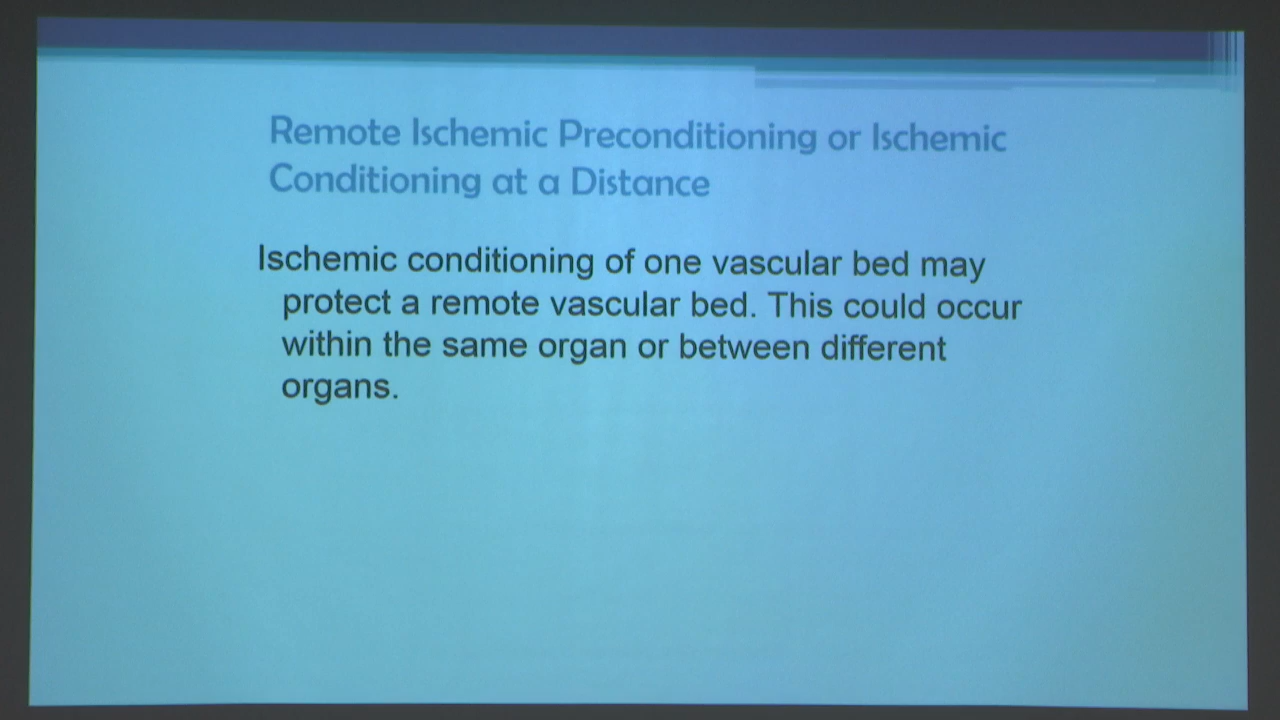 Remote Ischemic Preconditioning or Ischemic
Conditioning at a Distance
Ischemic conditioning of one vascular bed may
protect a remote vascular bed. This could occur
within the same organ or between different
organs.